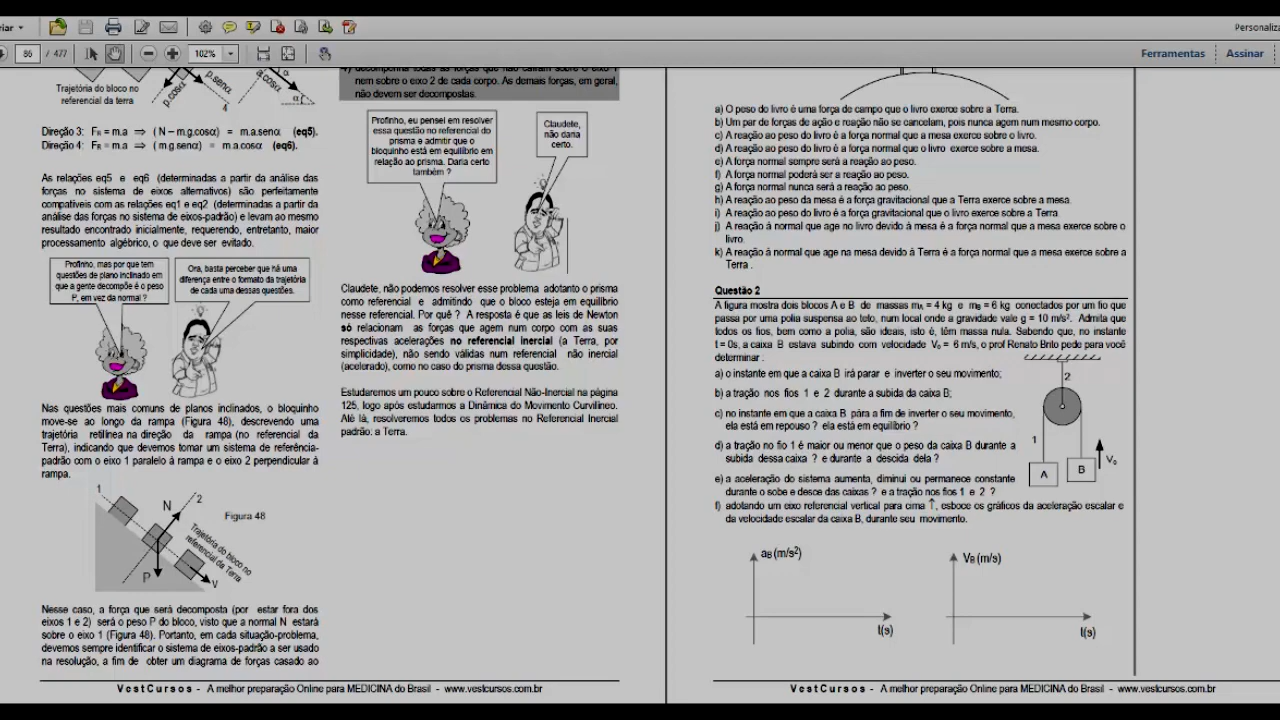 Personaliza
86 / 477
102%
Ferramentas
Assinar
Trajetória do bloco no
referencial da terra
p.cosα
p.senα
4
a.cosα
α
Direção 3: FR = m.a ⇒ ( N – m.g.cosα) = m.a.senα (eq5).
Direção 4: FR = m.a ⇒ ( m.g.senα) = m.a.cosα (eq6).
As relações eq5 e eq6 (determinadas a partir da análise das
forças no sistema de eixos alternativos) são perfeitamente
compatíveis com as relações eq1 e eq2 (determinadas a partir da
análise das forças no sistema de eixos-padrão) e levam ao mesmo
resultado encontrado inicialmente, requerendo, entretanto, maior
processamento algébrico, o que deve ser evitado.
Profinho, mas por que tem
questões de plano inclinado em
que a gente decompõe é o peso
P, em vez da normal ?
Ora, basta perceber que há uma
diferença entre o formato da trajetória
de cada uma dessas questões.
Nas questões mais comuns de planos inclinados, o bloquinho
move-se ao longo da rampa (Figura 48), descrevendo uma
trajetória retilínea na direção da rampa (no referencial da
Terra), indicando que devemos tomar um sistema de referência-
padrão com o eixo 1 paralelo à rampa e o eixo 2 perpendicular à
rampa.
1
N
2
P
V
Trajetória do bloco no
referencial da Terra
Figura 48
Nesse caso, a força que será decomposta (por estar fora dos
eixos 1 e 2) será o peso P do bloco, visto que a normal N estará
sobre o eixo 1 (Figura 48). Portanto, em cada situação-problema,
devemos sempre identificar o sistema de eixos-padrão a ser usado
na resolução, a fim de obter um diagrama de forças casado ao
VestCursos - A melhor preparação Online para MEDICINA do Brasil - www.vestcursos.com.br
nem sobre o eixo 2 de cada corpo. As demais forças, em geral,
não devem ser decompostas.
Profinho, eu pensei em resolver
essa questão no referencial do
prisma e admitir que o
bloquinho está em equilíbrio em
relação ao prisma. Daria certo
também ?
Claudete,
não daria
certo.
Claudete, não podemos resolver esse problema adotanto o prisma
como referencial e admitindo que o bloco esteja em equilíbrio
nesse referencial. Por quê ? A resposta é que as leis de Newton
só relacionam as forças que agem num corpo com as suas
respectivas acelerações no referencial inercial (a Terra, por
simplicidade), não sendo válidas num referencial não inercial
(acelerado), como no caso do prisma dessa questão.
Estudaremos um pouco sobre o Referencial Não-Inercial na página
125, logo após estudarmos a Dinâmica do Movimento Curvilíneo.
Até lá, resolveremos todos os problemas no Referencial Inercial
padrão: a Terra.
a) O peso do livro é uma força de campo que o livro exerce sobre a Terra.
b) Um par de forças de ação e reação não se cancelam, pois nunca agem num mesmo corpo.
c) A reação ao peso do livro é a força normal que a mesa exerce sobre o livro.
d) A reação ao peso do livro é a força normal que o livro exerce sobre a mesa.
e) A força normal sempre será a reação ao peso.
f) A força normal poderá ser a reação ao peso.
g) A força normal nunca será a reação ao peso.
h) A reação ao peso da mesa é a força gravitacional que a Terra exerce sobre a mesa.
i) A reação ao peso do livro é a força gravitacional que o livro exerce sobre a Terra.
j) A reação à normal que age no livro devido à mesa é a força normal que a mesa exerce sobre o
livro.
k) A reação à normal que age na mesa devido à Terra é a força normal que a mesa exerce sobre a
Terra .
Questão 2
A figura mostra dois blocos A e B de massas mA = 4 kg e mB = 6 kg conectados por um fio que
passa por uma polia suspensa ao teto, num local onde a gravidade vale g = 10 m/s². Admita que
todos os fios, bem como a polia, são ideais, isto é, têm massa nula. Sabendo que, no instante
t = 0s, a caixa B estava subindo com velocidade Vo = 6 m/s, o prof Renato Brito pede para você
determinar :
a) o instante em que a caixa B irá parar e inverter o seu movimento;
b) a tração nos fios 1 e 2 durante a subida da caixa B;
c) no instante em que a caixa B pára a fim de inverter o seu movimento,
ela está em repouso ? ela está em equilíbrio ?
d) a tração no fio 1 é maior ou menor que o peso da caixa B durante a
subida dessa caixa ? e durante a descida dela ?
e) a aceleração do sistema aumenta, diminui ou permanece constante
durante o sobe e desce das caixas ? e a tração nos fios 1 e 2 ?
f) adotando um eixo referencial vertical para cima ↑, esboce os gráficos da aceleração escalar e
da velocidade escalar da caixa B, durante seu movimento.
2
1
A
B
Vo
aB (m/s²)
t(s)
VB (m/s)
t(s)
VestCursos - A melhor preparação Online para MEDICINA do Brasil - www.vestcursos.com.br